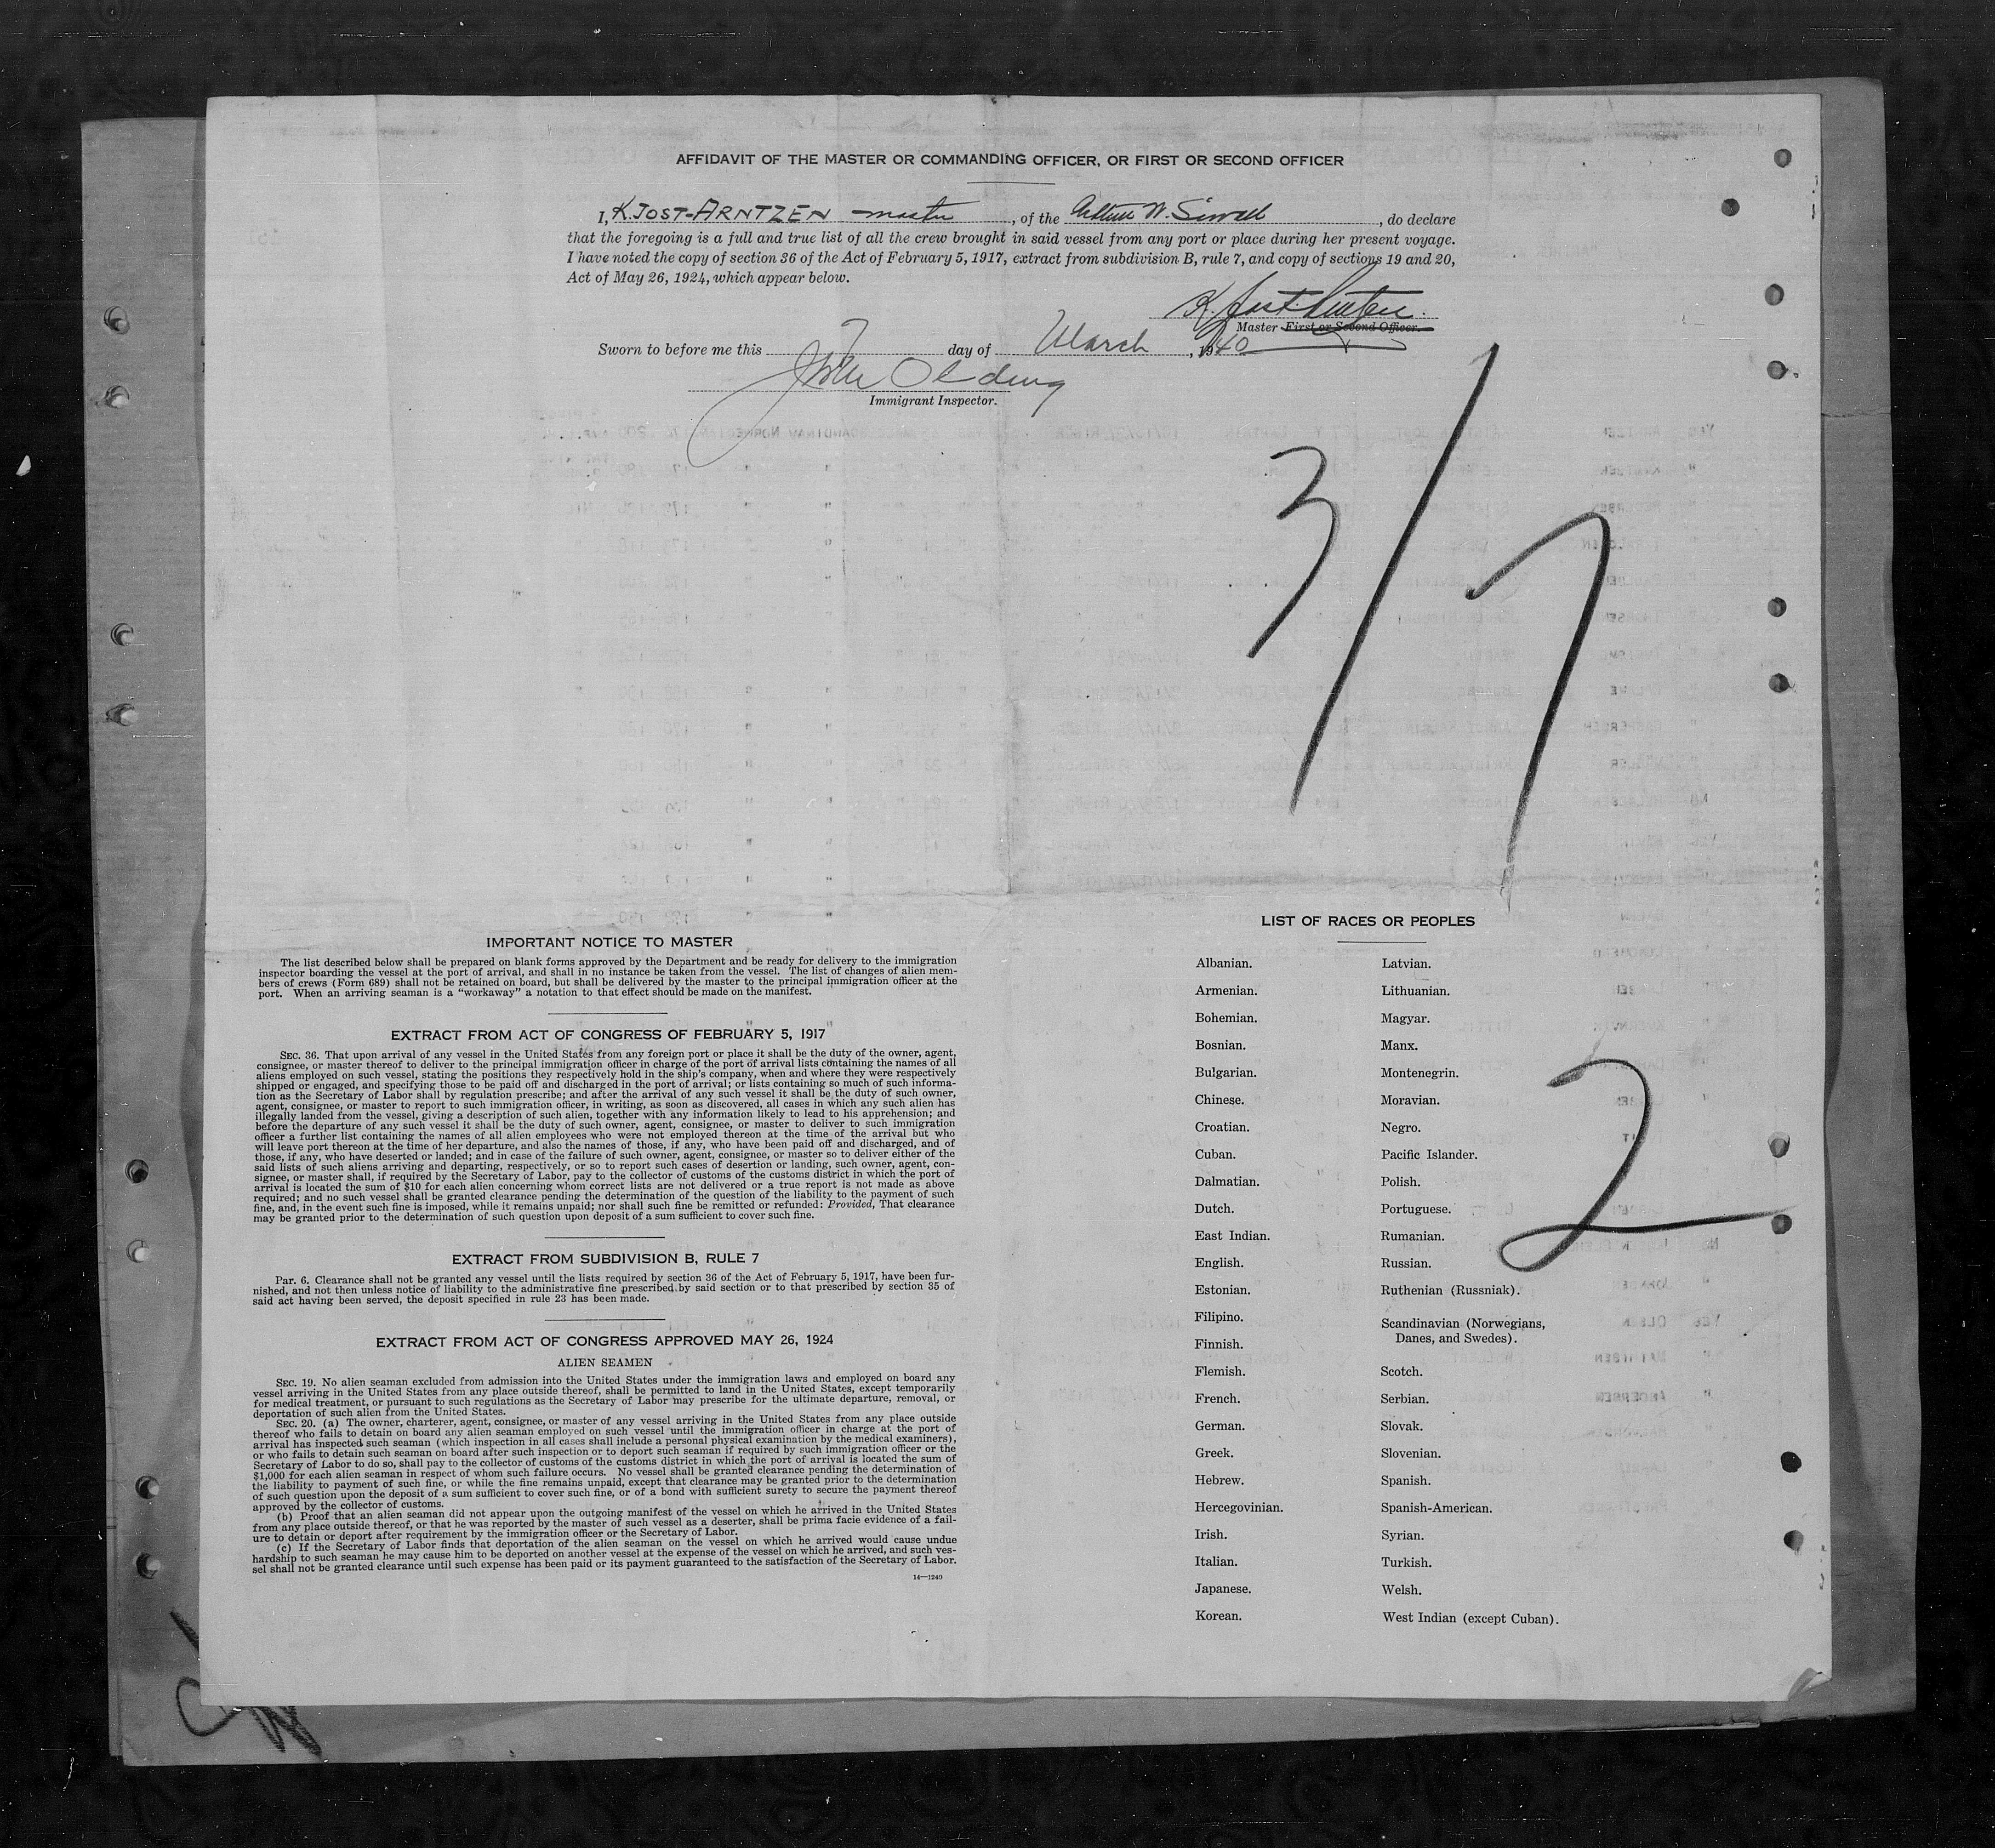 AFFIDAVIT OF THE MASTER OR COMMANDING OFFICER, OR FIRST OR SECOND OFFICER
I, K. JOST-ARNTZEN master, of the Arthur W. Sewall, do declare
that the foregoing is a full and true list of all the crew brought in said vessel from any port or place during her present voyage.
I have noted the copy of section 36 of the Act of February 5, 1917, extract from subdivision B, rule 7, and copy of sections 19 and 20,
Act of May 26, 1924, which appear below.
K. Jost-Arntzen
Master First or Second Officer.
Sworn to before me this 7 day of March, 1940
Immigrant Inspector.
3/7
IMPORTANT NOTICE TO MASTER
The list described below shall be prepared on blank forms approved by the Department and be ready for delivery to the immigration
inspector boarding the vessel at the port of arrival, and shall in no instance be taken from the vessel. The list of changes of alien mem-
bers of crews (Form 689) shall not be retained on board, but shall be delivered by the master to the principal immigration officer at the
port. When an arriving seaman is a "workaway" a notation to that effect should be made on the manifest.
EXTRACT FROM ACT OF CONGRESS OF FEBRUARY 5, 1917
SEC. 36. That upon arrival of any vessel in the United States from any foreign port or place it shall be the duty of the owner, agent,
consignee, or master thereof to deliver to the principal immigration officer in charge of the port of arrival lists containing the names of all
aliens employed on such vessel, stating the positions they respectively hold in the ship's company, when and where they were respectively
shipped or engaged, and specifying those to be paid off and discharged in the port of arrival; or lists containing so much of such informa-
tion as the Secretary of Labor shall by regulation prescribe; and after the arrival of any such vessel it shall be the duty of such owner,
agent, consignee, or master to report to such immigration officer, in writing, as soon as discovered, all cases in which any such alien has
illegally landed from the vessel, giving a description of such alien, together with any information likely to lead to his apprehension; and
before the departure of any such vessel it shall be the duty of such owner, agent, consignee, or master to deliver to such immigration
officer a further list containing the names of all alien employees who were not employed thereon at the time of the arrival but who
will leave port thereon at the time of her departure, and also the names of those, if any, who have been paid off and discharged, and of
those, if any, who have deserted or landed; and in case of the failure of such owner, agent, consignee, or master so to deliver either of the
said lists of such aliens arriving and departing, respectively, or so to report such cases of desertion or landing, such owner, agent, con-
signee, or master shall, if required by the Secretary of Labor, pay to the collector of customs of the customs district in which the port of
arrival is located the sum of $10 for each alien concerning whom correct lists are not delivered or a true report is not made as above
required; and no such vessel shall be granted clearance pending the determination of the question of the liability to the payment of such
fine, and, in the event such fine is imposed, while it remains unpaid; nor shall such fine be remitted or refunded: Provided, That clearance
may be granted prior to the determination of such question upon deposit of a sum sufficient to cover such fine.
EXTRACT FROM SUBDIVISION B, RULE 7
Par. 6. Clearance shall not be granted any vessel until the lists required by section 36 of the Act of February 5, 1917, have been fur-
nished, and not then unless notice of liability to the administrative fine prescribed by said section or to that prescribed by section 35 of
said act having been served, the deposit specified in rule 23 has been made.
EXTRACT FROM ACT OF CONGRESS APPROVED MAY 26, 1924
ALIEN SEAMEN
SEC. 19. No alien seaman excluded from admission into the United States under the immigration laws and employed on board any
vessel arriving in the United States from any place outside thereof, shall be permitted to land in the United States, except temporarily
for medical treatment, or pursuant to such regulations as the Secretary of Labor may prescribe for the ultimate departure, removal, or
deportation of such alien from the United States.
SEC. 20. (a) The owner, charterer, agent, consignee, or master of any vessel arriving in the United States from any place outside
thereof who fails to detain on board any alien seaman employed on such vessel until the immigration officer in charge at the port of
arrival has inspected such seaman (which inspection in all cases shall include a personal physical examination by the medical examiners),
or who fails to detain such seaman on board after such inspection or to deport such seaman if required by such immigration officer or the
Secretary of Labor to do so, shall pay to the collector of customs of the customs district in which the port of arrival is located the sum of
$1,000 for each alien seaman in respect of whom such failure occurs. No vessel shall be granted clearance pending the determination of
the liability to payment of such fine, or while the fine remains unpaid, except that clearance may be granted prior to the determination
of such question upon the deposit of a sum sufficient to cover such fine, or of a bond with sufficient surety to secure the payment thereof
approved by the collector of customs.
(b) Proof that an alien seaman did not appear upon the outgoing manifest of the vessel on which he arrived in the United States
from any place outside thereof, or that he was reported by the master of such vessel as a deserter, shall be prima facie evidence of a fail-
ure to detain or deport after requirement by the immigration officer or the Secretary of Labor.
(c) If the Secretary of Labor finds that deportation of the alien seaman on the vessel on which he arrived would cause undue
hardship to such seaman he may cause him to be deported on another vessel at the expense of the vessel on which he arrived, and such ves-
sel shall not be granted clearance until such expense has been paid or its payment guaranteed to the satisfaction of the Secretary of Labor.
14—1240
LIST OF RACES OR PEOPLES
Albanian.
Armenian.
Bohemian.
Bosnian.
Bulgarian.
Chinese.
Croatian.
Cuban.
Dalmatian.
Dutch.
East Indian.
English.
Estonian.
Filipino.
Finnish.
Flemish.
French.
German.
Greek.
Hebrew.
Hercegovinian.
Irish.
Italian.
Japanese.
Korean.
Latvian.
Lithuanian.
Magyar.
Manx.
Montenegrin.
Moravian.
Negro.
Pacific Islander.
Polish.
Portuguese.
Rumanian.
Russian.
Ruthenian (Russniak).
Scandinavian (Norwegians,
Danes, and Swedes).
Scotch.
Serbian.
Slovak.
Slovenian.
Spanish.
Spanish-American.
Syrian.
Turkish.
Welsh.
West Indian (except Cuban).
2